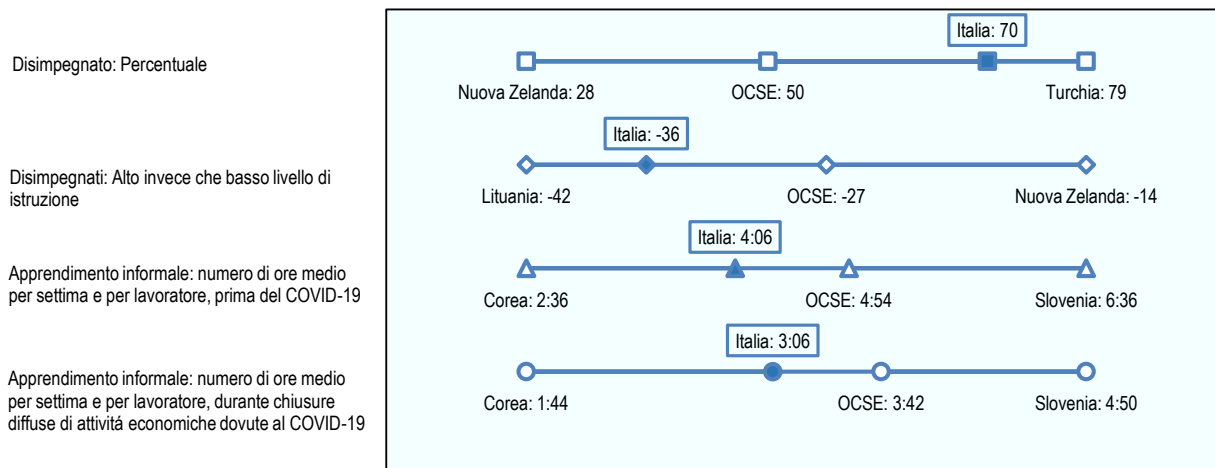 Italia: 70
Disimpegnato: Percentuale
Nuova Zelanda: 28
OCSE: 50
Turchia: 79
Italia: -36
Disimpegnati: Alto invece che basso livello di
istruzione
Lituania: -42
OCSE: -27
Nuova Zelanda: -14
Italia: 4:06
Apprendimento informale: numero di ore medio
per settima e per lavoratore, prima del COVID-19
Corea: 2:36
OCSE: 4:54
Slovenia: 6:36
Italia: 3:06
Apprendimento informale: numero di ore medio
per settima e per lavoratore, durante chiusure
diffuse di attivitá economiche dovute al COVID-19
Corea: 1:44
OCSE: 3:42
Slovenia: 4:50